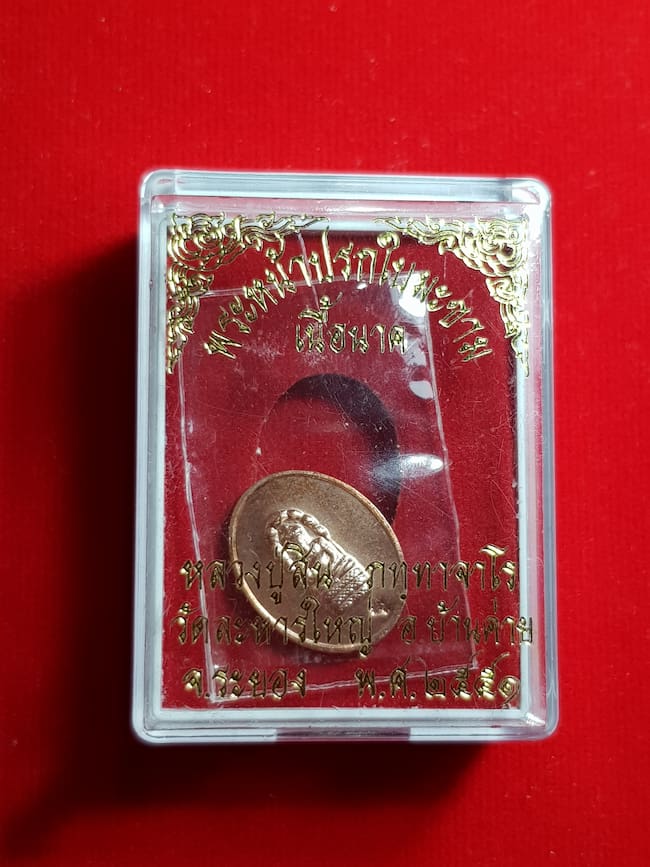 พระหน้าปรกใบมะขาม
เนื้อนาค
หลวงปู่สิน ภทฺทาจาโร
วัดละหารใหญ่ อ.บ้านค่าย
จ.ระยอง พ.ศ.๒๕๕๑